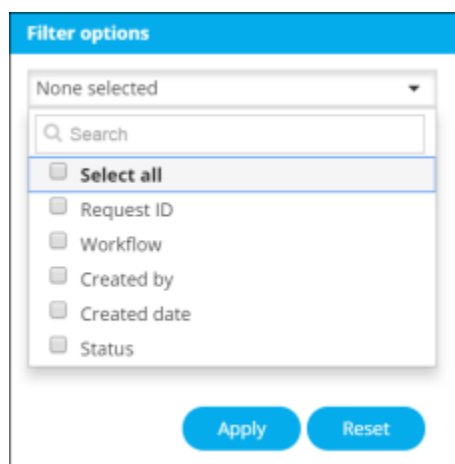 Filter options
None selected
Search
Select all
Request ID
Workflow
Created by
Created date
Status
Apply Reset